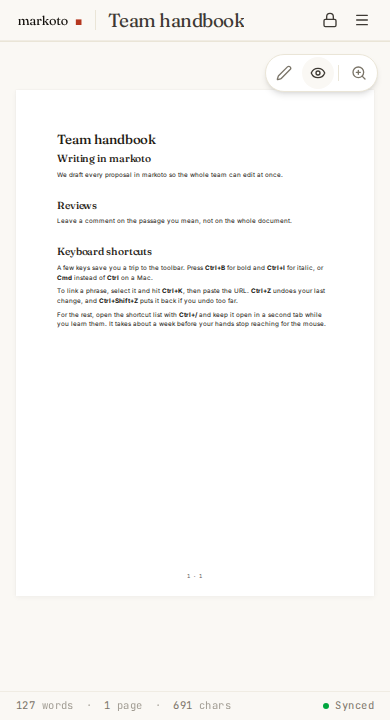 markoto
Team handbook
Team handbook
Writing in markoto
We draft every proposal in markoto so the whole team can edit at once.
Reviews
Leave a comment on the passage you mean, not on the whole document.
Keyboard shortcuts
A few keys save you a trip to the toolbar. Press Ctrl+B for bold and Ctrl+I for italic, or
Cmd instead of Ctrl on a Mac.
To link a phrase, select it and hit Ctrl+K, then paste the URL. Ctrl+Z undoes your last
change, and Ctrl+Shift+Z puts it back if you undo too far.
For the rest, open the shortcut list with Ctrl+/ and keep it open in a second tab while
you learn them. It takes about a week before your hands stop reaching for the mouse.
1 - 1
127 words · 1 page · 691 chars
Synced